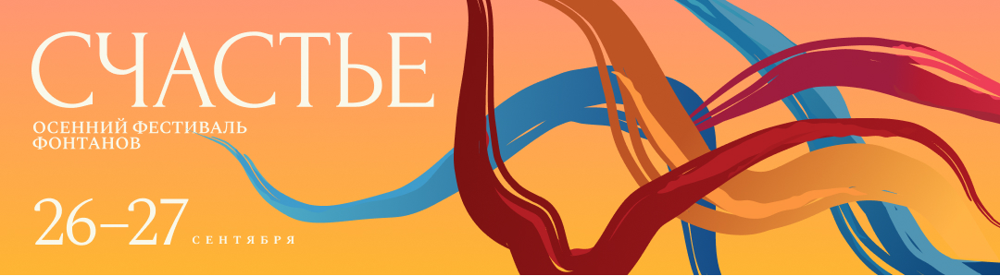 СЧАСТЬЕ
ОСЕННИЙ ФЕСТИВАЛЬ
ФОНТАНОВ
26–27 СЕНТЯБРЯ